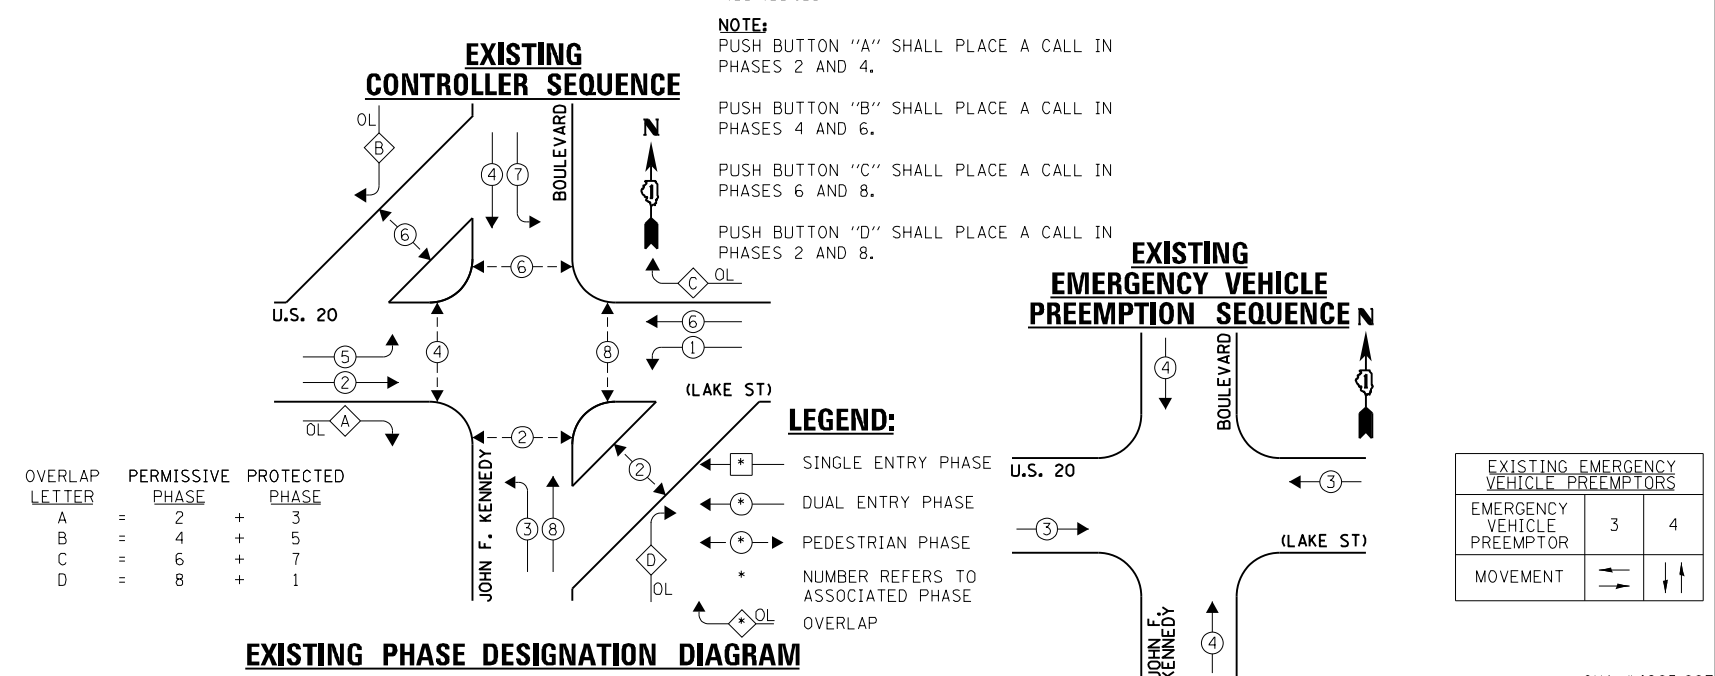 NOTE:
PUSH BUTTON "A" SHALL PLACE A CALL IN
PHASES 2 AND 4.
PUSH BUTTON "B" SHALL PLACE A CALL IN
PHASES 4 AND 6.
PUSH BUTTON "C" SHALL PLACE A CALL IN
PHASES 6 AND 8.
PUSH BUTTON "D" SHALL PLACE A CALL IN
PHASES 2 AND 8.
EXISTING
CONTROLLER SEQUENCE
OL
B
4
7
BOULEVARD
N
1
6
6
C
OL
U.S. 20
5
2
4
8
6
1
(LAKE ST)
OL
A
2
2
JOHN F. KENNEDY
3
8
D
OL
OVERLAP PERMISSIVE PROTECTED
LETTER PHASE PHASE
A = 2 + 3
B = 4 + 5
C = 6 + 7
D = 8 + 1
LEGEND:
* SINGLE ENTRY PHASE
* DUAL ENTRY PHASE
* PEDESTRIAN PHASE
* NUMBER REFERS TO
ASSOCIATED PHASE
* OL OVERLAP
EXISTING PHASE DESIGNATION DIAGRAM
EXISTING
EMERGENCY VEHICLE
PREEMPTION SEQUENCE
N
1
4
BOULEVARD
U.S. 20
3
3
(LAKE ST)
JOHN F.
KENNEDY
4
EXISTING EMERGENCY
VEHICLE PREEMPTORS
EMERGENCY
VEHICLE
PREEMPTOR
3
4
MOVEMENT